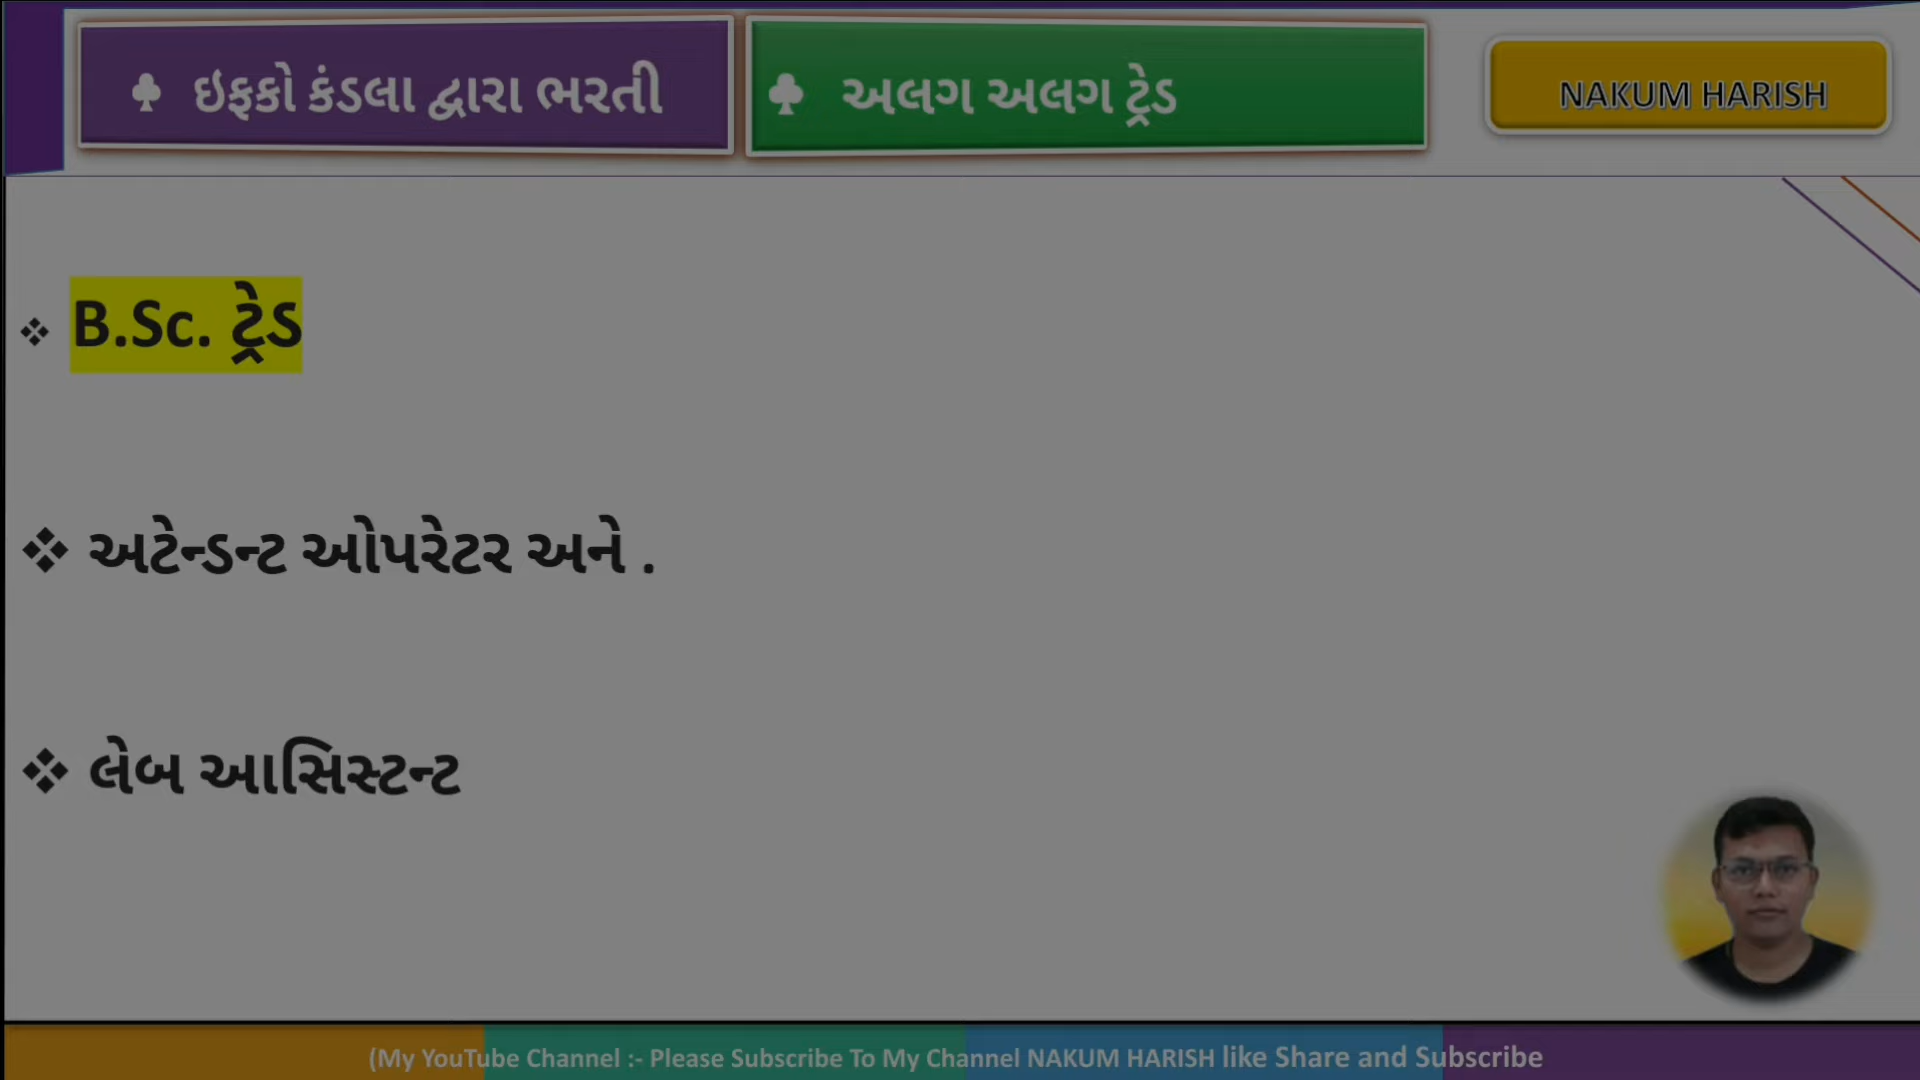 ♣ ઇફકો કંડલા દ્વારા ભરતી
♣ અલગ અલગ ટ્રેડ
NAKUM HARISH
❖ B.Sc. ટ્રેડ
❖ અટેન્ડન્ટ ઓપરેટર અને .
❖ લેબ આસિસ્ટન્ટ
(My YouTube Channel :- Please Subscribe To My Channel NAKUM HARISH like Share and Subscribe